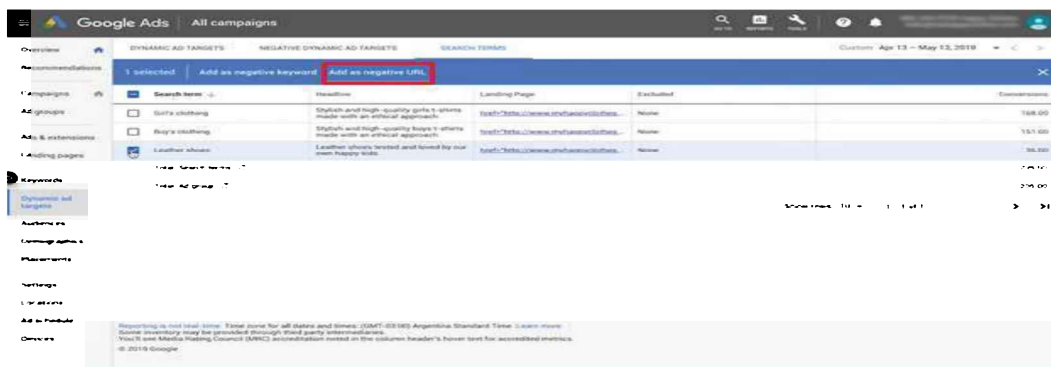 Google Ads All campaigns
Overview
DYNAMIC AD TARGETS NEGATIVE DYNAMIC AD TARGETS SEARCH TERMS Custom Apr 13 – May 13, 2019
Recommendations
1 selected Add as negative keyword Add as negative URL
Campaigns
Search term Headline Landing Page Excluded Conversions
Ad groups
Girl's clothing Stylish and high-quality girls t-shirts
made with an ethical approach None 168.00
Ads & extensions
Boy's clothing Stylish and high-quality boys t-shirts
made with an ethical approach None 151.00
Landing pages
Leather shoes Leather shoes tested and loved by our
own happy kids None
Keywords
Dynamic ad
targets
Audiences
Demographics
Placements
Settings
Locations
Ad schedule
Devices
Reporting is not real-time. Time zone for all dates and times: (GMT-03:00) Argentina Standard Time. Learn more
Some inventory may be provided through third party intermediaries.
You'll see Media Rating Council (MRC) accreditation noted in the column header's hover text for accredited metrics.
© 2019 Google